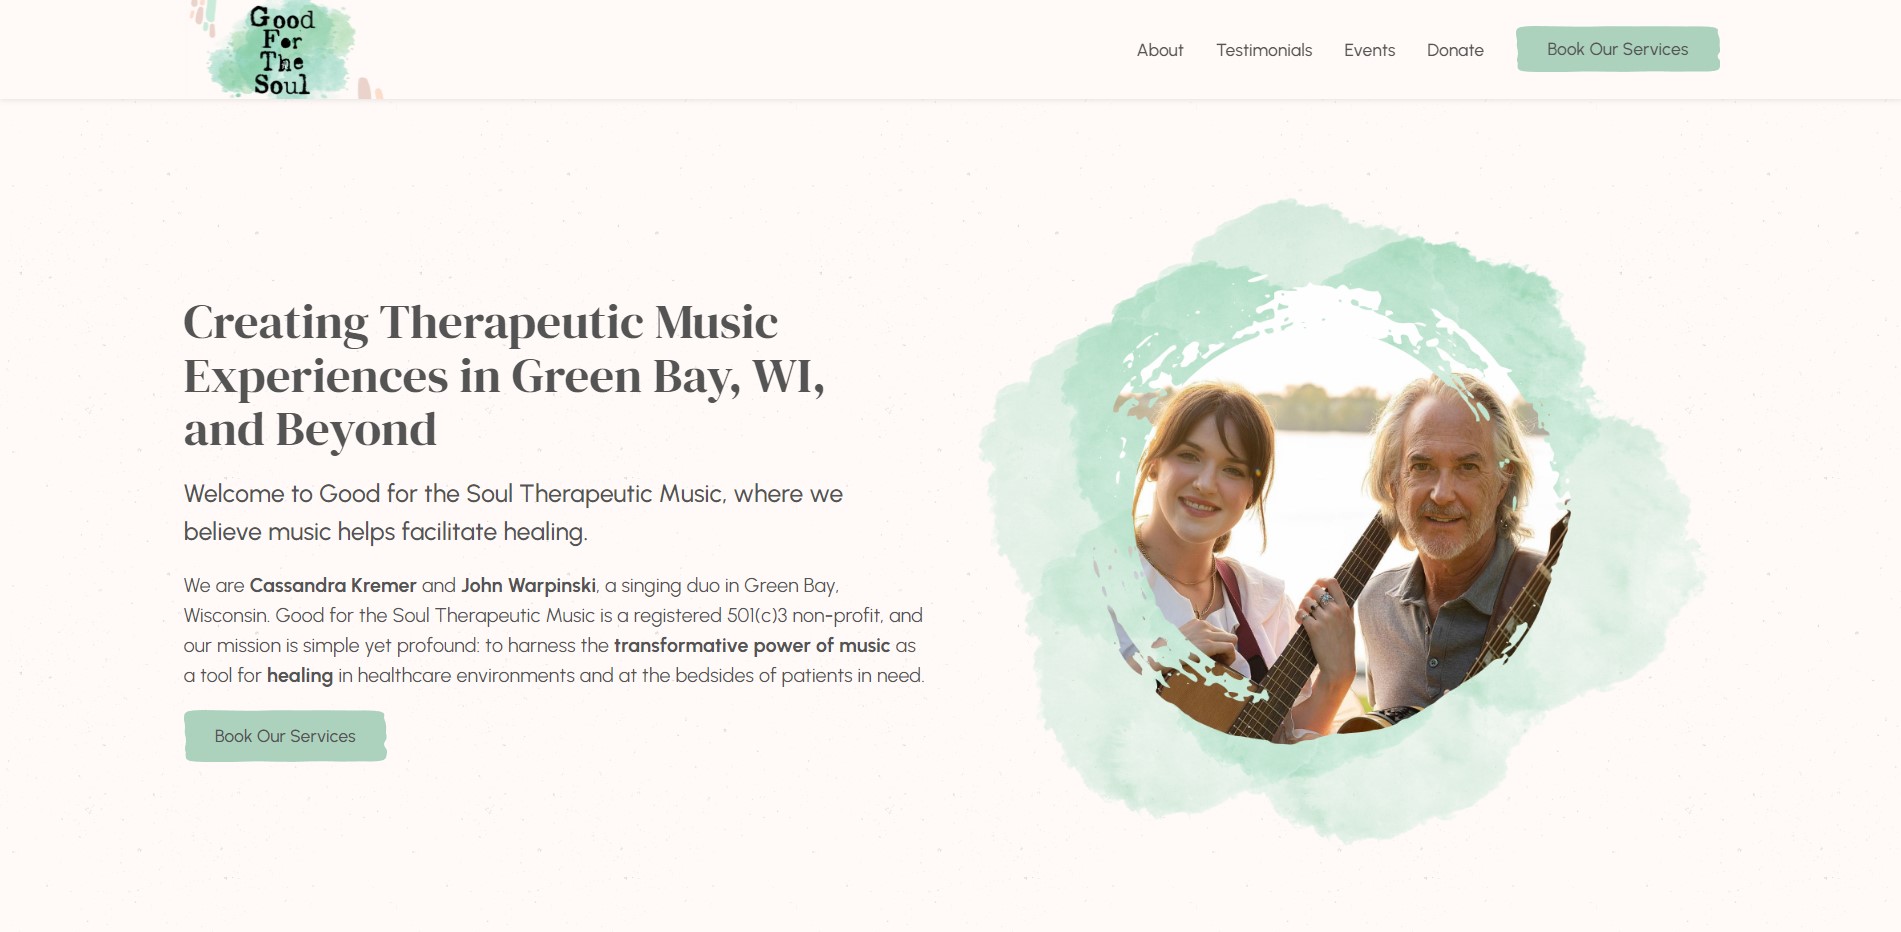 Good
For
The
Soul
About
Testimonials
Events
Donate
Book Our Services
Creating Therapeutic Music
Experiences in Green Bay, WI,
and Beyond
Welcome to Good for the Soul Therapeutic Music, where we
believe music helps facilitate healing.
We are Cassandra Kremer and John Warpinski, a singing duo in Green Bay,
Wisconsin. Good for the Soul Therapeutic Music is a registered 501(c)3 non-profit, and
our mission is simple yet profound: to harness the transformative power of music as
a tool for healing in healthcare environments and at the bedsides of patients in need.
Book Our Services